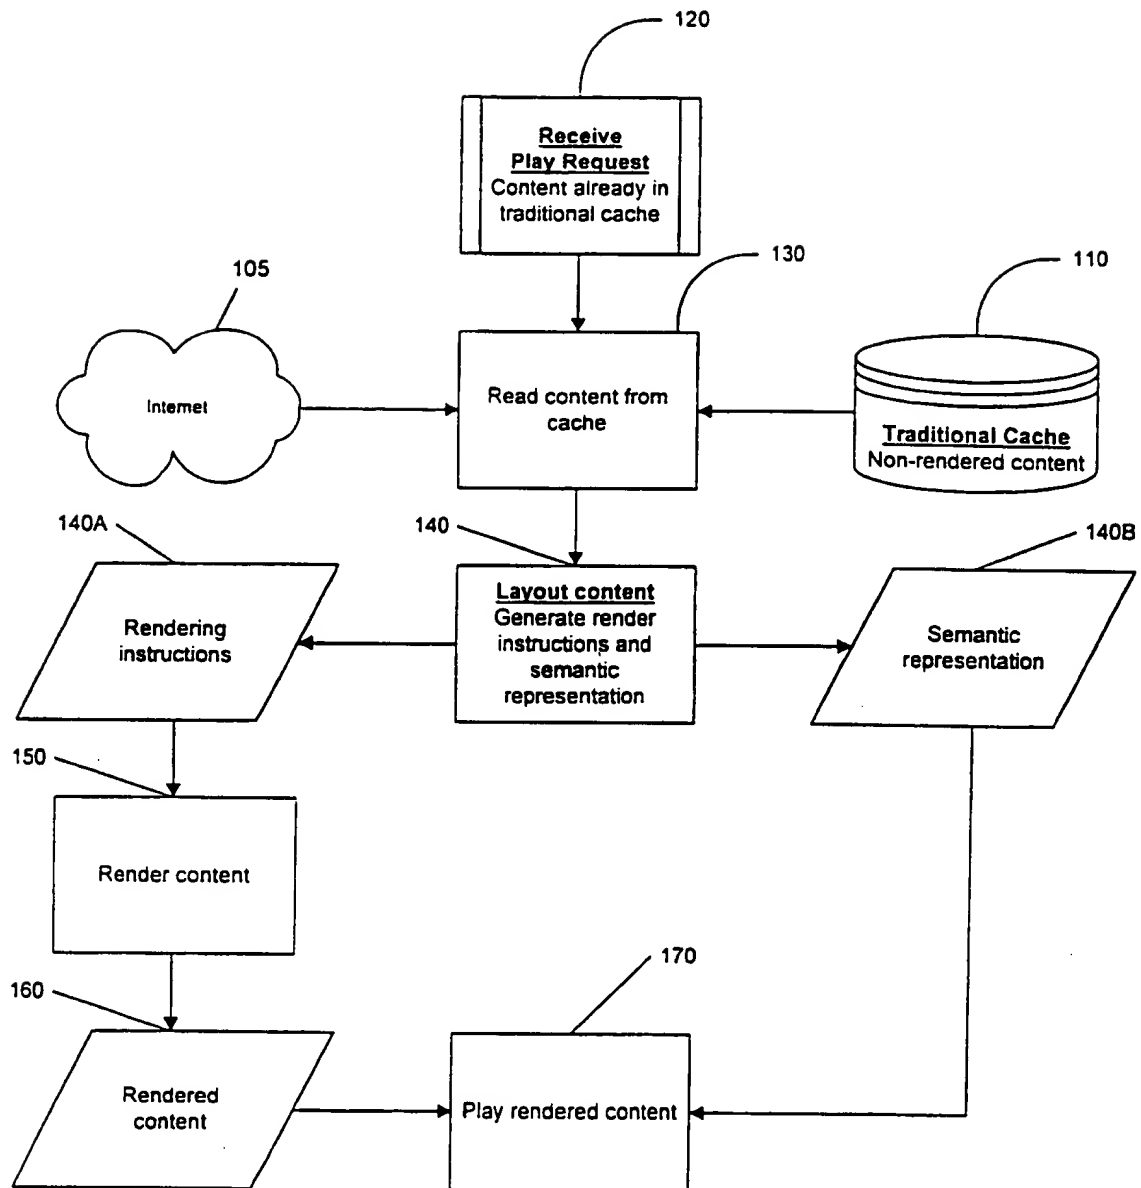 120
Receive
Play Request
Content already in
traditional cache
130
105
110
Internet
Read content from
cache
Traditional Cache
Non-rendered content
140A
140
140B
Rendering
instructions
Layout content
Generate render
instructions and
semantic
representation
Semantic
representation
150
Render content
160
170
Rendered
content
Play rendered content